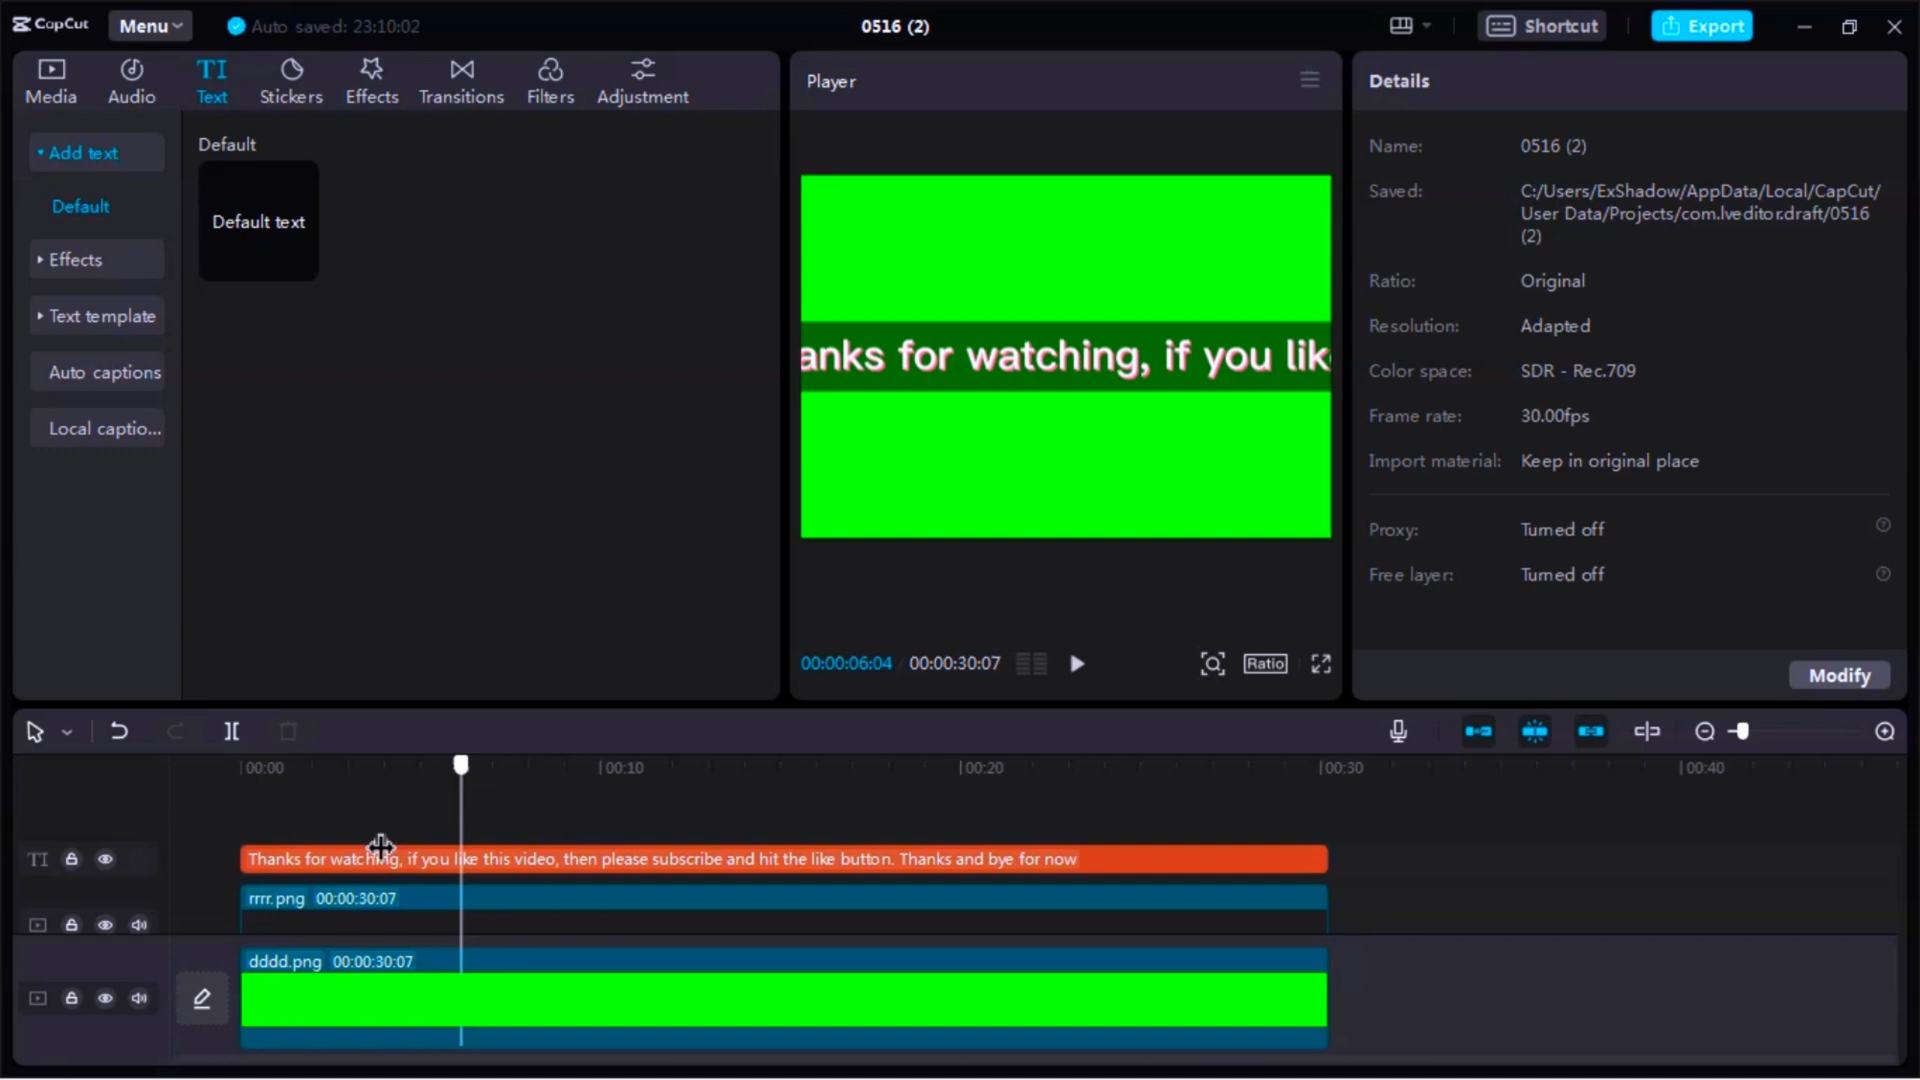 CapCut
Menu
Auto saved: 23:10:02
0516 (2)
Shortcut
Export
Media
Audio
TI
Text
Stickers
Effects
Transitions
Filters
Adjustment
Add text
Default
Effects
Text template
Auto captions
Local captio...
Default
Default text
Player
anks for watching, if you lik
00:00:06:04 / 00:00:30:07
Ratio
Details
Name: 0516 (2)
Saved: C:/Users/ExShadow/AppData/Local/CapCut/
User Data/Projects/com.lveditor.draft/0516
(2)
Ratio: Original
Resolution: Adapted
Color space: SDR - Rec.709
Frame rate: 30.00fps
Import material: Keep in original place
Proxy: Turned off
Free layer: Turned off
Modify
00:00
00:10
00:20
00:30
00:40
TI
Thanks for watching, if you like this video, then please subscribe and hit the like button. Thanks and bye for now
rrrr.png 00:00:30:07
dddd.png 00:00:30:07